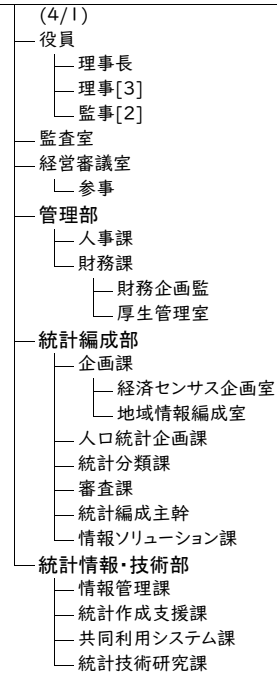 (4/1)
役員
理事長
理事[3]
監事[2]
監査室
経営審議室
参事
管理部
人事課
財務課
財務企画監
厚生管理室
統計編成部
企画課
経済センサス企画室
地域情報編成室
人口統計企画課
統計分類課
審査課
統計編成主幹
情報ソリューション課
統計情報・技術部
情報管理課
統計作成支援課
共同利用システム課
統計技術研究課